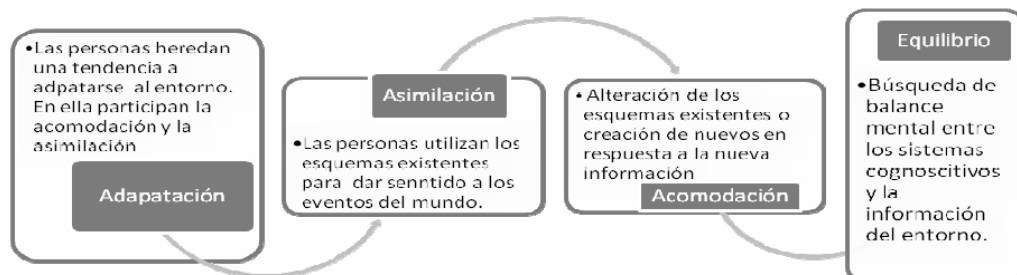 •Las personas heredan
una tendencia a
adpatarse al entorno.
En ella participan la
acomodación y la
asimilación
Adapatación
Asimilación
•Las personas utilizan los
esquemas existentes
para dar senntido a los
eventos del mundo.
• Alteración de los
esquemas existentes o
creación de nuevos en
respuesta a la nueva
información
Acomodación
Equilibrio
•Búsqueda de
balance
mental entre
los sistemas
cognoscitivos
y la
información
del entorno.